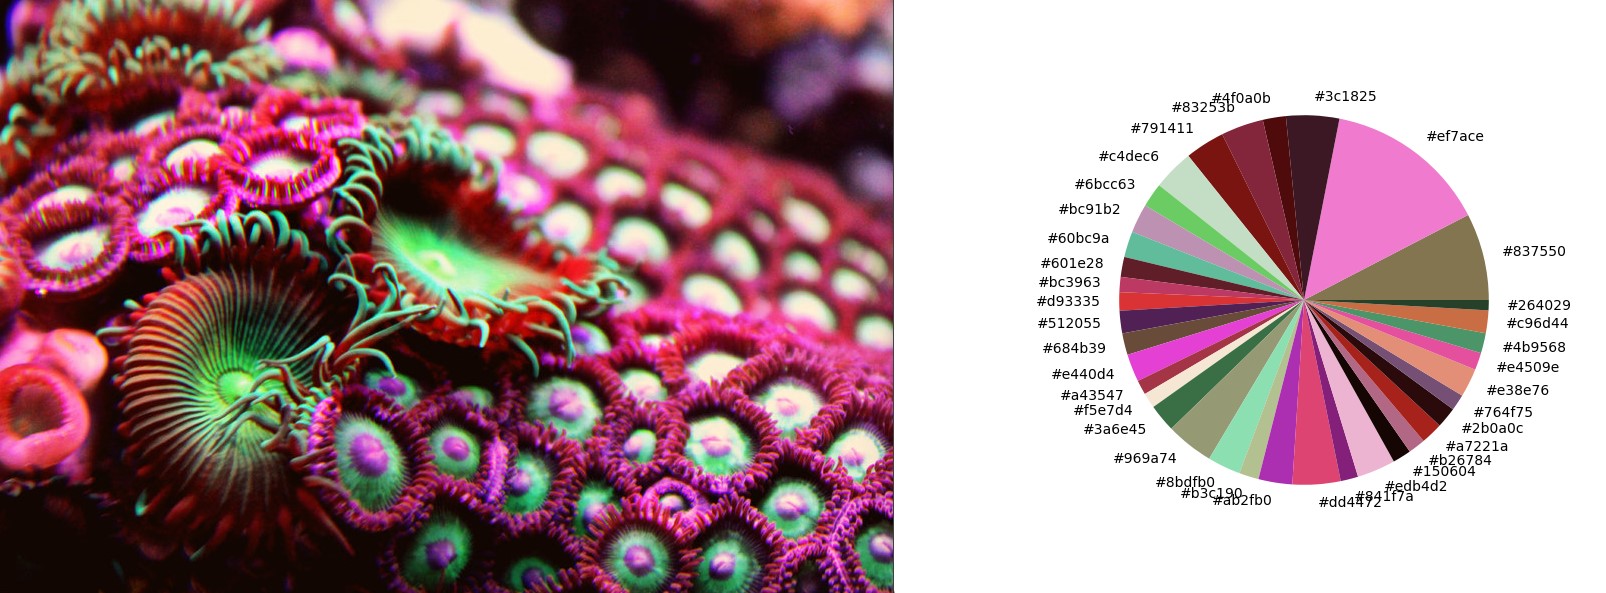 #4f0a0b
#3c1825
#83253b
#791411
#ef7ace
#c4dec6
#6bcc63
#bc91b2
#60bc9a
#837550
#601e28
#bc3963
#d93335
#264029
#512055
#c96d44
#684b39
#4b9568
#e440d4
#e4509e
#a43547
#e38e76
#f5e7d4
#764f75
#3a6e45
#2b0a0c
#969a74
#a7221a
#b26784
#8bdfb0
#150604
#b3c190
#edb4d2
#ab2fb0
#841f7a
#dd4472